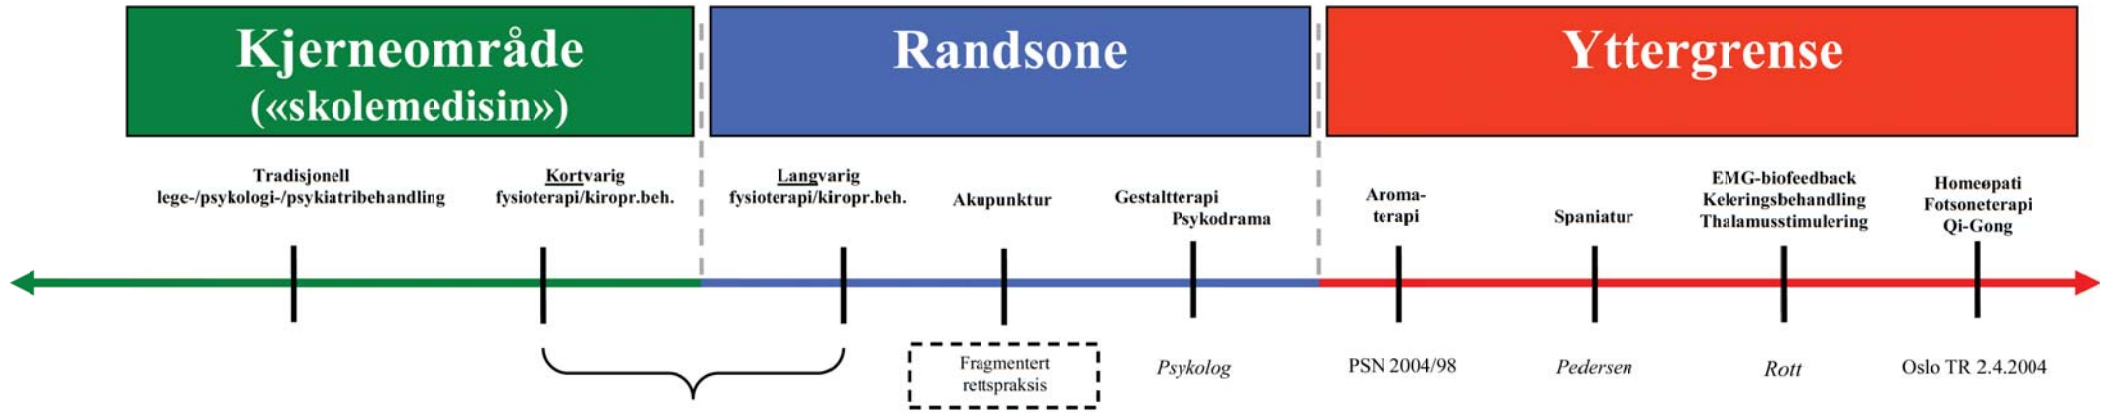 Kjerneområde
(«skolemedisin»)
Randsone
Yttergrense
Tradisjonell
lege-/psykologi-/psykiatribehandling
Kortvarig
fysioterapi/kiropr.beh.
Langvarig
fysioterapi/kiropr.beh.
Akupunktur
Gestaltterapi
Psykodrama
Aroma-
terapi
Spaniatur
EMG-biofeedback
Keleringsbehandling
Thalamusstimulering
Homeøpati
Fotsoneterapi
Qi-Gong
Fragmentert
rettspraksis
Psykolog
PSN 2004/98
Pedersen
Rott
Oslo TR 2.4.2004